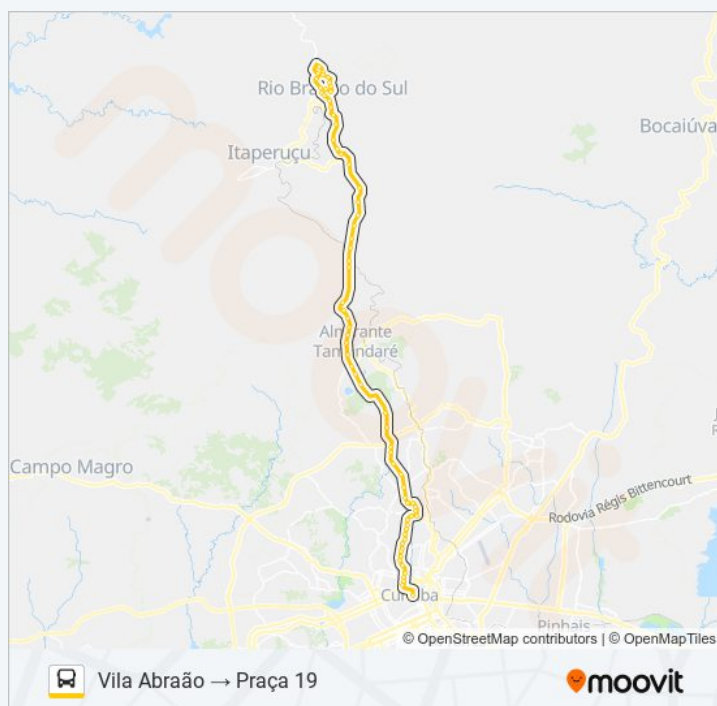 Rio Branco do Sul
Bocaiúva
Itaperuçu
Almirante
Tamandaré
Campo Magro
Rodovia Régis Bittencourt
Curitiba
Pinhais
© OpenStreetMap contributors | © OpenMapTiles
Vila Abraão → Praça 19
moovit